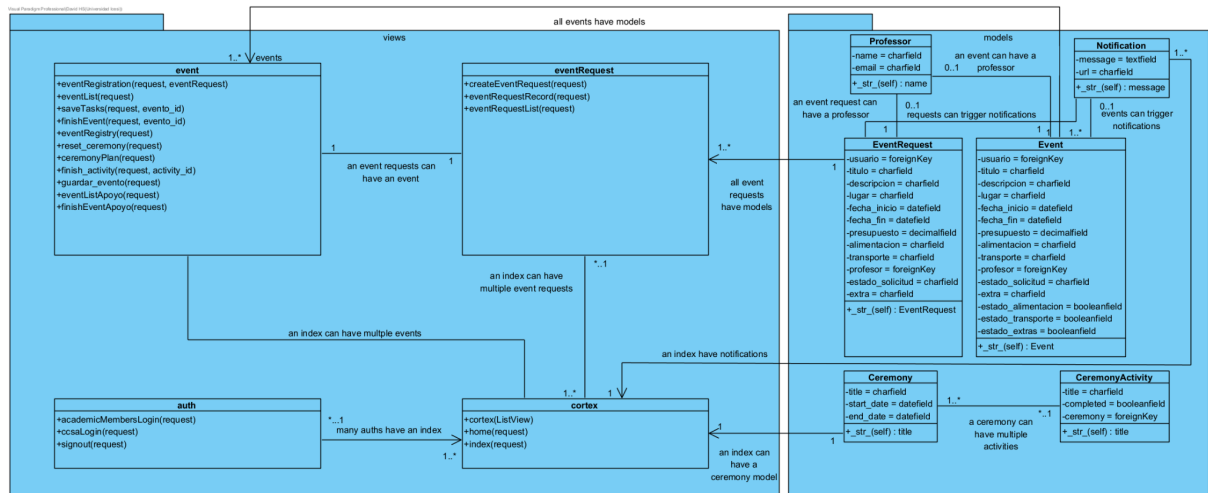 Visual Paradigm Professional(David HS(Universidad Icesi))
all events have models
views
1..*
events
event
+eventRegistration(request, eventRequest)
+eventList(request)
+saveTasks(request, evento_id)
+finishEvent(request, evento_id)
+eventRegistry(request)
+reset_ceremony(request)
+ceremonyPlan(request)
+finish_activity(request, activity_id)
+guardar_evento(request)
+eventListApoyo(request)
+finishEventApoyo(request)
eventRequest
+createEventRequest(request)
+eventRequestRecord(request)
+eventRequestList(request)
1
1
an event requests can
have an event
1..*
1
all event
requests
have models
*..1
an index can have
multiple event requests
an index can have multple events
1..*
1
an index have notifications
auth
+academicMembersLogin(request)
+ccsaLogin(request)
+signout(request)
*...1
many auths have an index
1..*
cortex
+cortex(ListView)
+home(request)
+index(request)
1
1
an index can
have a
ceremony model
models
Professor
-name = charfield
-email = charfield
+_str_(self) : name
an event can have a
0..1
professor
Notification
-message = textfield
-url = charfield
+_str_(self) : message
1..*
an event request can
have a professor
0..1
requests can trigger notifications
0..1
events can trigger
notifications
1
1
1
1..*
EventRequest
-usuario = foreignKey
-titulo = charfield
-descripcion = charfield
-lugar = charfield
-fecha_inicio = datefield
-fecha_fin = datefield
-presupuesto = decimalfield
-alimentacion = charfield
-transporte = charfield
-profesor = foreignKey
-estado_solicitud = charfield
-extra = charfield
+_str_(self) : EventRequest
Event
-usuario = foreignKey
-titulo = charfield
-descripcion = charfield
-lugar = charfield
-fecha_inicio = datefield
-fecha_fin = datefield
-presupuesto = decimalfield
-alimentacion = charfield
-transporte = charfield
-profesor = foreignKey
-estado_solicitud = charfield
-extra = charfield
-estado_alimentacion = booleanfield
-estado_transporte = booleanfield
-estado_extras = booleanfield
+_str_(self) : Event
Ceremony
-title = charfield
-start_date = datefield
-end_date = datefield
+_str_(self) : title
1..*
*..1
a ceremony can
have multiple
activities
CeremonyActivity
-title = charfield
-completed = booleanfield
-ceremony = foreignKey
+_str_(self) : title